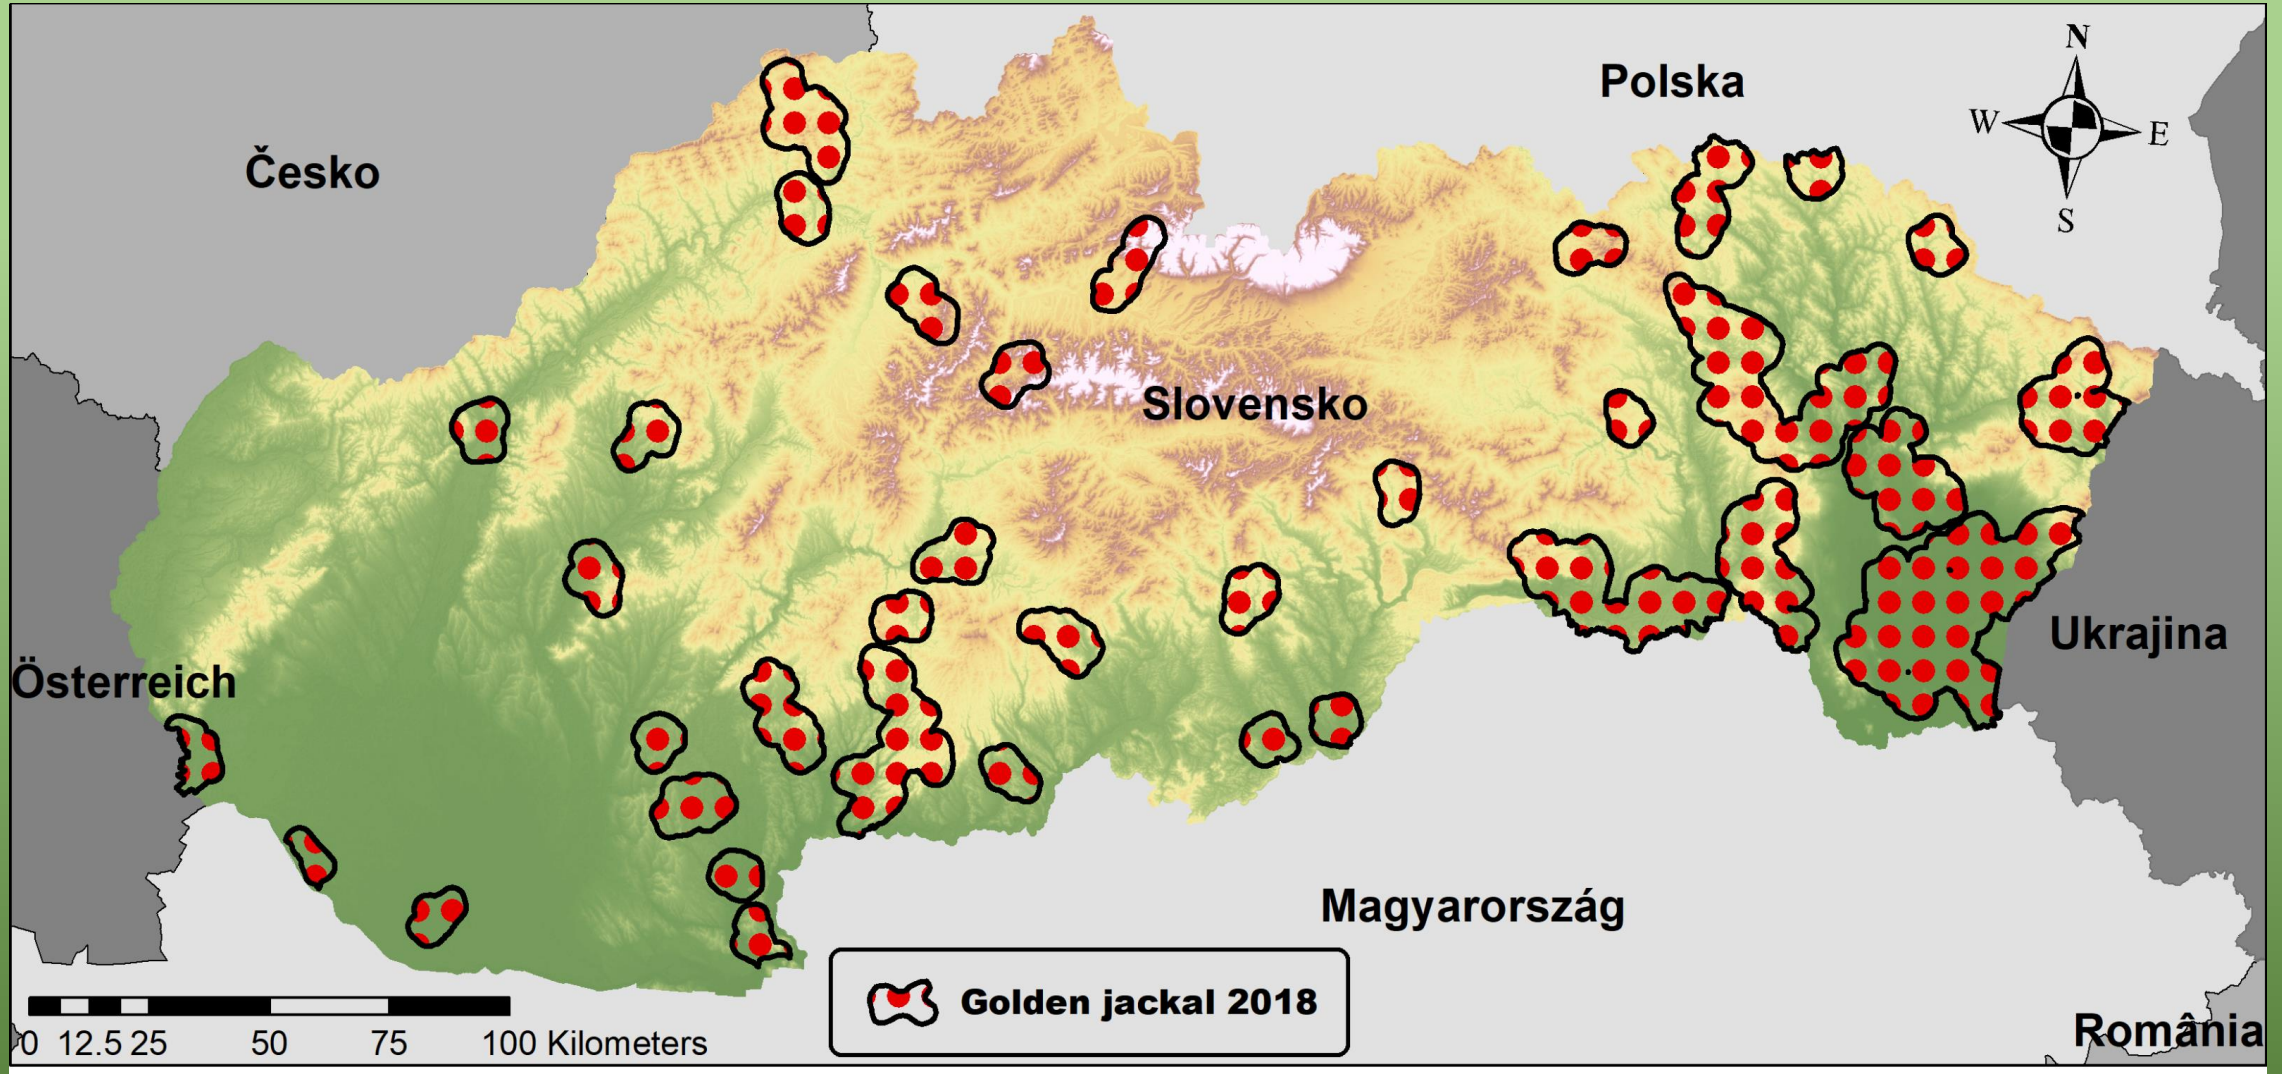 N
Polska
W
E
Česko
S
Slovensko
Ukrajina
Österreich
Magyarország
Golden jackal 2018
România
0 12.5 25 50 75 100 Kilometers